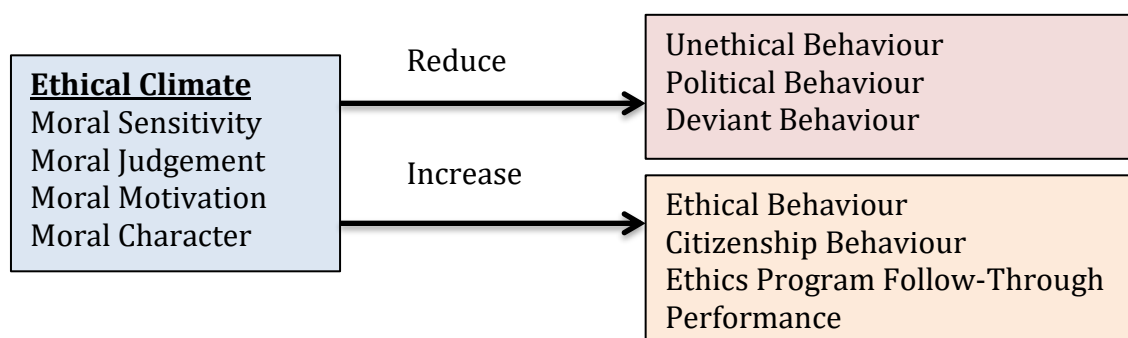 Ethical Climate
Moral Sensitivity
Moral Judgement
Moral Motivation
Moral Character
Reduce
Increase
Unethical Behaviour
Political Behaviour
Deviant Behaviour
Ethical Behaviour
Citizenship Behaviour
Ethics Program Follow-Through
Performance